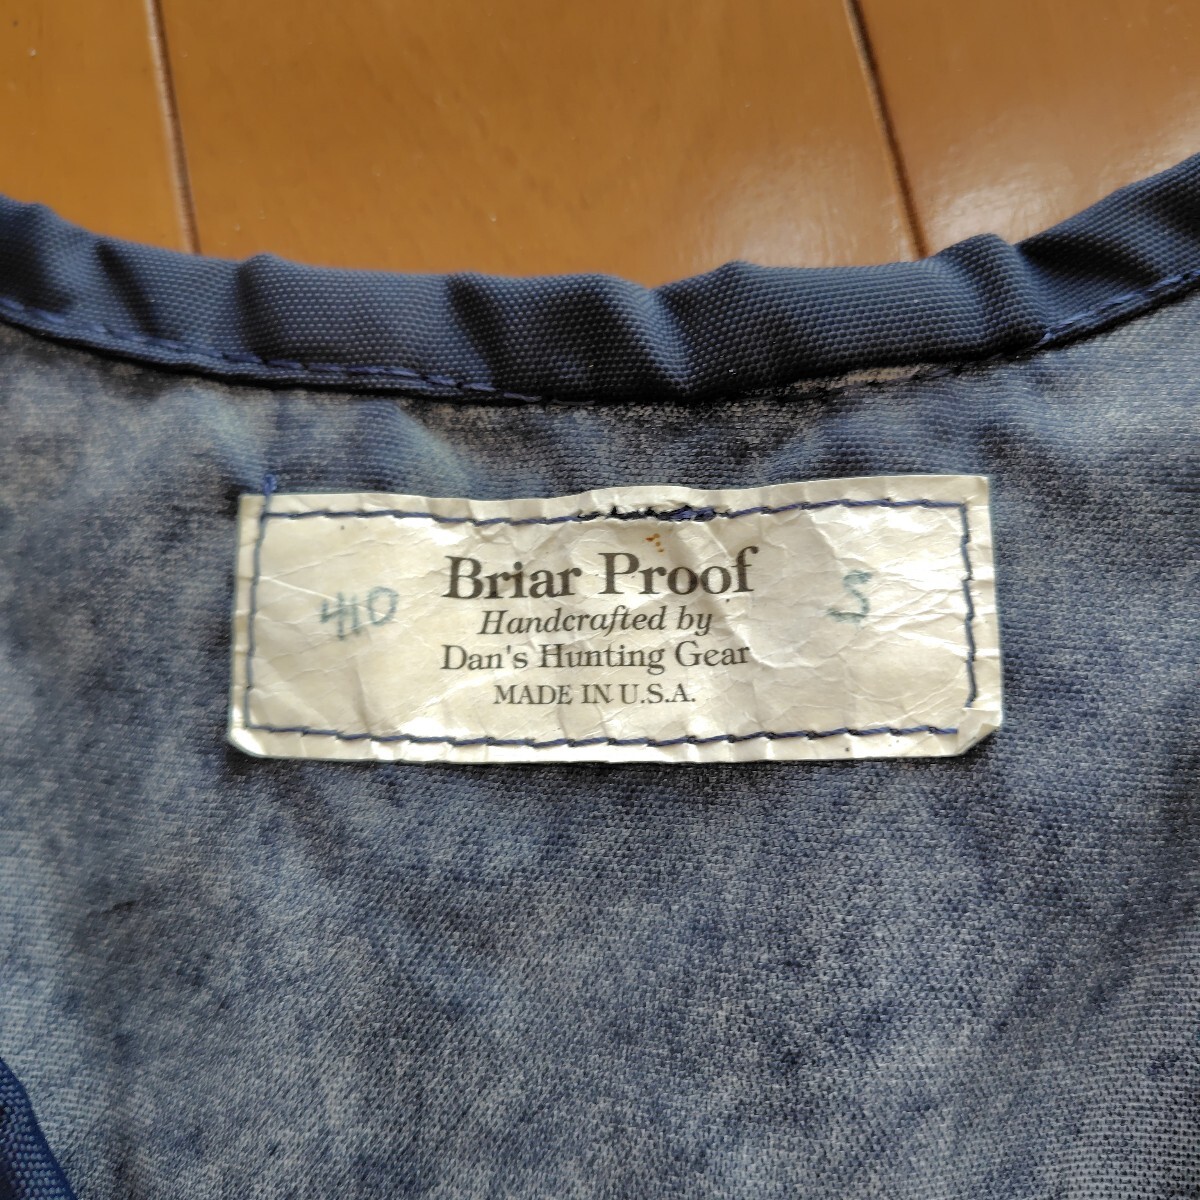 Briar Proof
410 Handcrafted by S
Dan's Hunting Gear
MADE IN U.S.A.